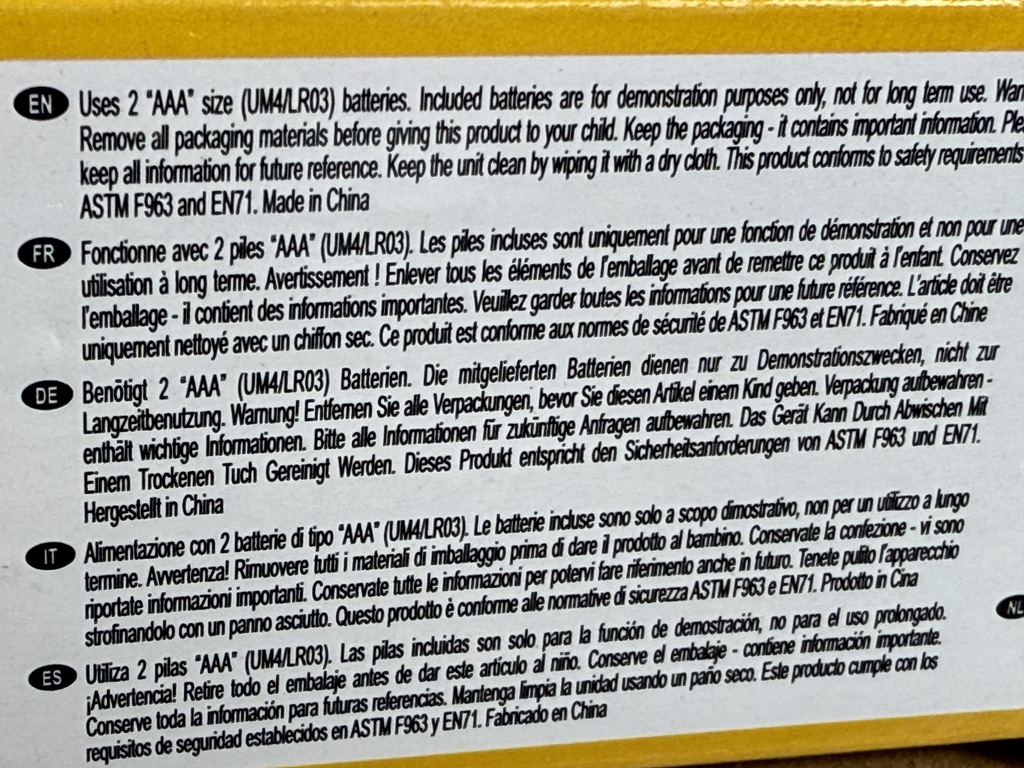 EN Uses 2 "AAA" size (UM4/LR03) batteries. Included batteries are for demonstration purposes only, not for long term use.
Remove all packaging materials before giving this product to your child. Keep the packaging - it contains important information.
keep all information for future reference. Keep the unit clean by wiping it with a dry cloth. This product conforms to safety requirements
ASTM F963 and EN71. Made in China
FR Fonctionne avec 2 piles "AAA" (UM4/LR03). Les piles incluses sont uniquement pour une fonction de démonstration et non pour une
utilisation à long terme. Avertissement ! Enlever tous les éléments de l'emballage avant de remettre ce produit à l'enfant. Conservez
l'emballage - il contient des informations importantes. Veuillez garder toutes les informations pour une future référence. L'article doit être
uniquement nettoyé avec un chiffon sec. Ce produit est conforme aux normes de sécurité de ASTM F963 et EN71. Fabriqué en Chine
DE Benötigt 2 "AAA" (UM4/LR03) Batterien. Die mitgelieferten Batterien dienen nur zu Demonstrationszwecken, nicht zur
Langzeitbenutzung. Warnung! Entfernen Sie alle Verpackungen, bevor Sie diesen Artikel einem Kind geben. Verpackung aufbewahren -
enthält wichtige Informationen. Bitte alle Informationen für zukünftige Anfragen aufbewahren. Das Gerät Kann Durch Abwischen Mit
Einem Trockenen Tuch Gereinigt Werden. Dieses Produkt entspricht den Sicherheitsanforderungen von ASTM F963 und EN71.
Hergestellt in China
IT Alimentazione con 2 batterie di tipo "AAA" (UM4/LR03). Le batterie incluse sono solo a scopo dimostrativo, non per un utilizzo a lungo
termine. Avvertenza! Rimuovere tutti i materiali di imballaggio prima di dare il prodotto al bambino. Conservate la confezione - vi sono
riportate informazioni importanti. Conservate tutte le informazioni per potervi fare riferimento anche in futuro. Tenete pulito l'apparecchio
strofinandolo con un panno asciutto. Questo prodotto è conforme alle normative di sicurezza ASTM F963 e EN71. Prodotto in Cina
NL
ES Utiliza 2 pilas "AAA" (UM4/LR03). Las pilas incluidas son solo para la función de demostración, no para el uso prolongado.
¡Advertencia! Retire todo el embalaje antes de dar este artículo al niño. Conserve el embalaje - contiene información importante.
Conserve toda la información para futuras referencias. Mantenga limpia la unidad usando un paño seco. Este producto cumple con los
requisitos de seguridad establecidos en ASTM F963 y EN71. Fabricado en China